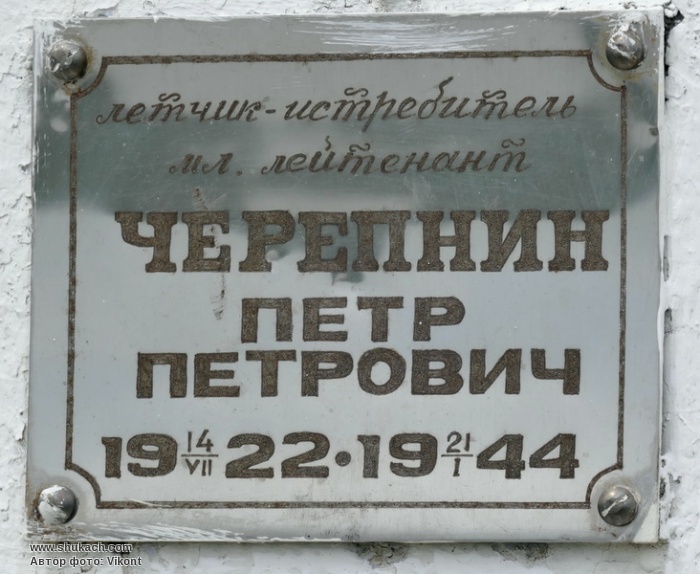 летчик-истребитель
мл. лейтенант
ЧЕРЕПНИН
ПЕТР
ПЕТРОВИЧ
19 14/VII 22 · 19 21/I 44
www.shukach.com
Автор фото: Vikont